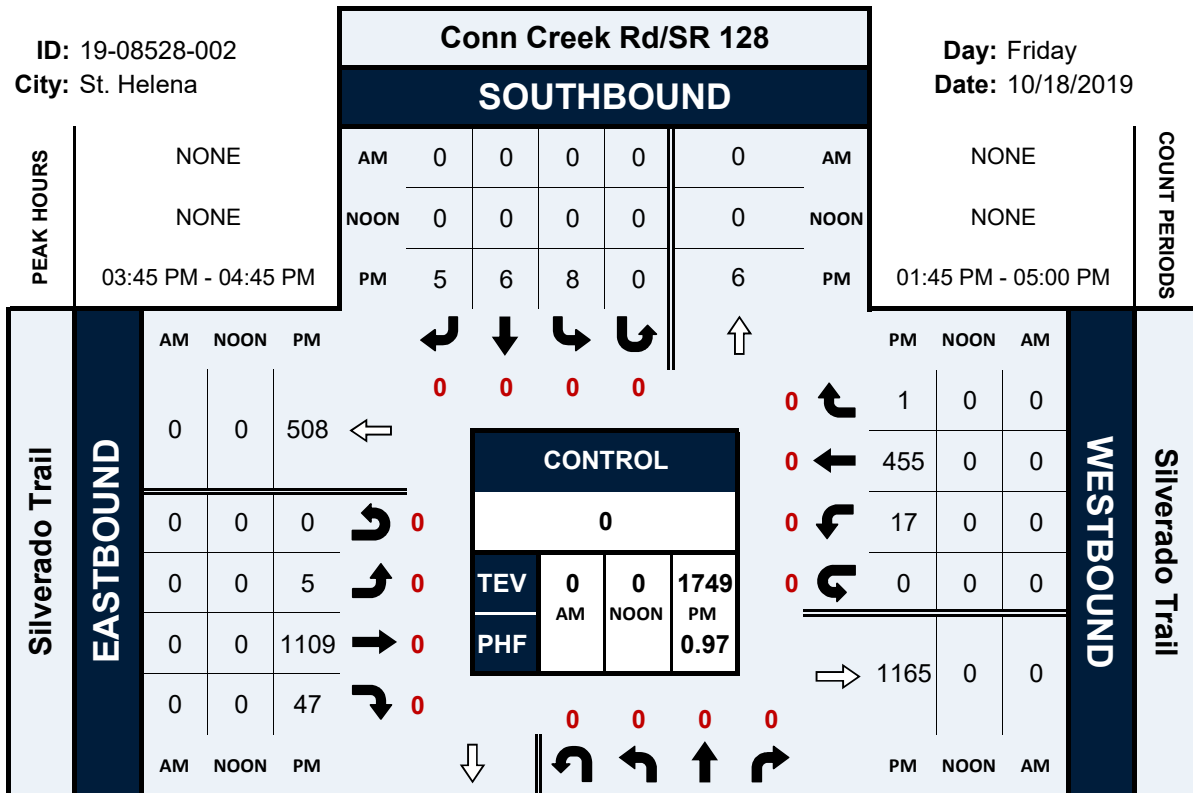 ID: 19-08528-002
City: St. Helena
Conn Creek Rd/SR 128
SOUTHBOUND
Day: Friday
Date: 10/18/2019
PEAK HOURS
NONE
NONE
03:45 PM - 04:45 PM
AM 0 0 0 0 0 AM
NOON 0 0 0 0 0 NOON
PM 5 6 8 0 6 PM
NONE
NONE
01:45 PM - 05:00 PM
COUNT PERIODS
0 0 0 0
Silverado Trail
EASTBOUND
AM NOON PM
0 0 508
0 0 0 0
0 0 5 0
0 0 1109 0
0 0 47 0
AM NOON PM
CONTROL
0
TEV 0 0 1749
AM NOON PM
PHF 0.97
PM NOON AM
0 1 0 0
0 455 0 0
0 17 0 0
0 0 0 0
1165 0 0
PM NOON AM
WESTBOUND
Silverado Trail
0 0 0 0